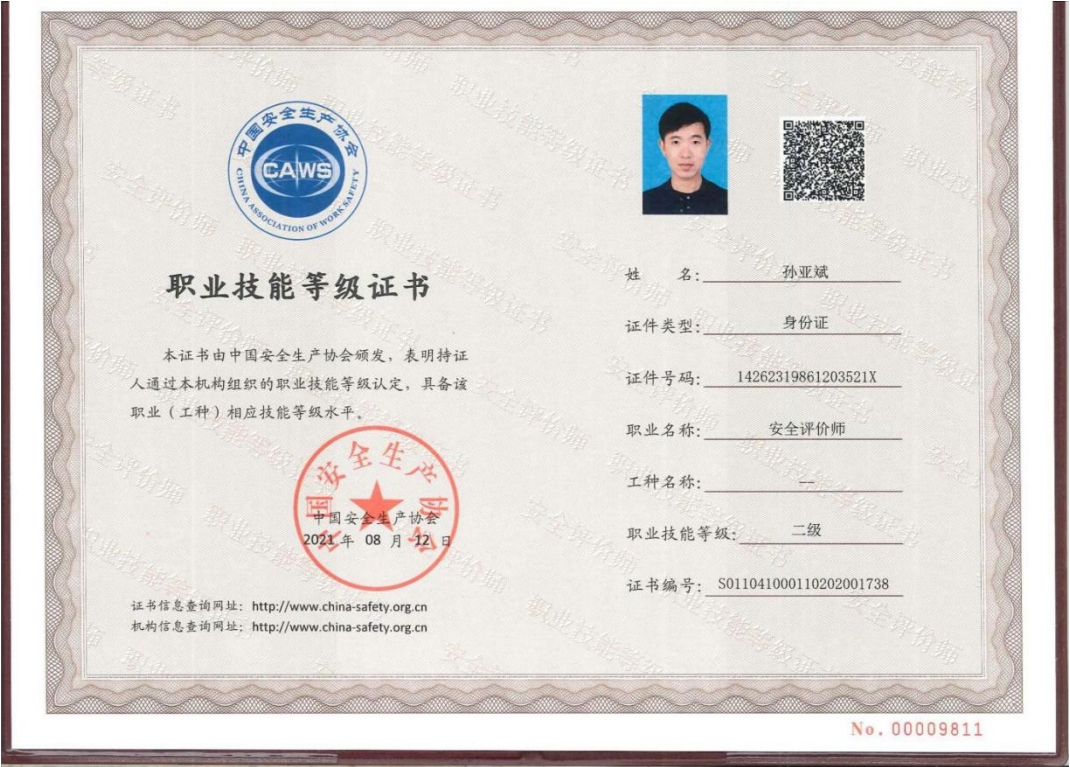 中国安全生产协会
CAWS
CHINA ASSOCIATION OF WORK SAFETY
职业技能等级证书
本证书由中国安全生产协会颁发，表明持证
人通过本机构组织的职业技能等级认定，具备该
职业（工种）相应技能等级水平。
中国安全生产协会
中国安全生产协会
2021 年 08 月 12 日
证书信息查询网址：http://www.china-safety.org.cn
机构信息查询网址：http://www.china-safety.org.cn
姓 名：孙亚斌
证件类型：身份证
证件号码：14262319861203521X
职业名称：安全评价师
工种名称：—
职业技能等级：二级
证书编号：S011041000110202001738
No. 00009811